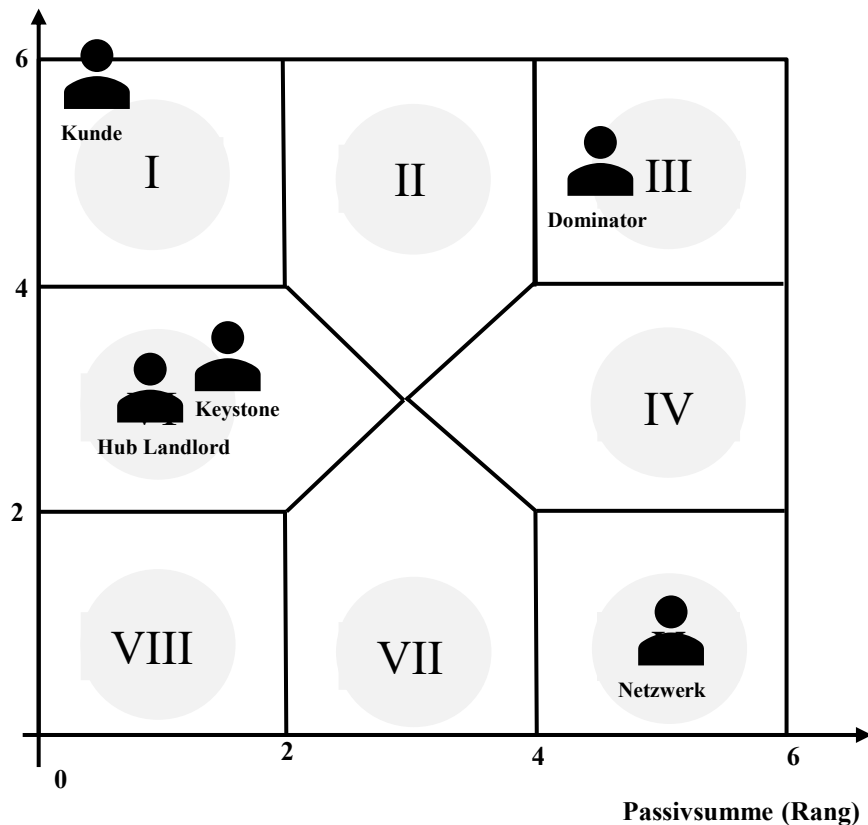 6
Kunde
I
II
III
Dominator
4
Keystone
Hub Landlord
IV
2
VIII
VII
Netzwerk
0
2
4
6
Passivsumme (Rang)